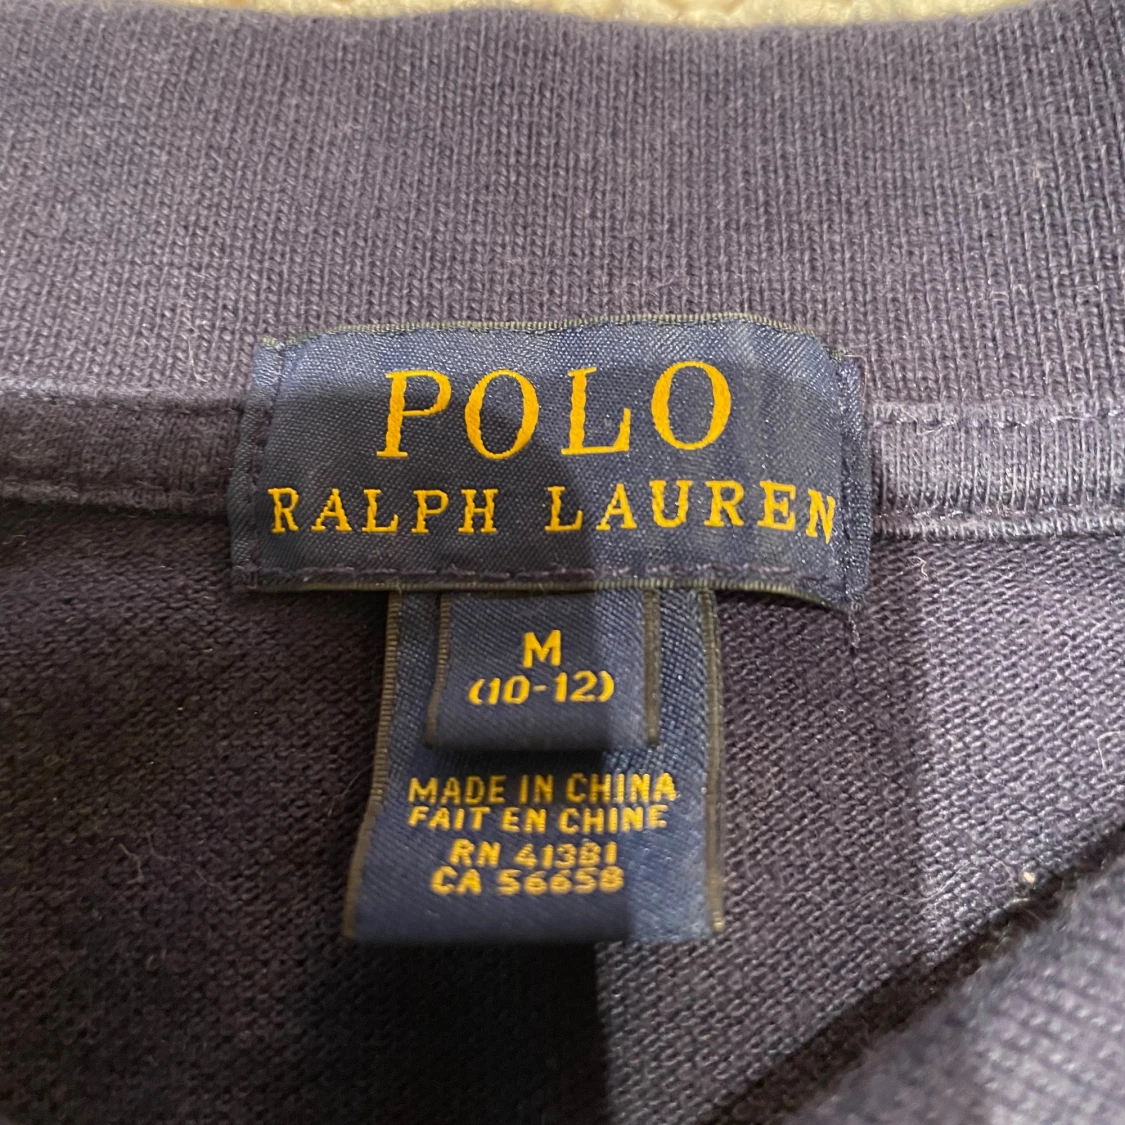 POLO
RALPH LAUREN
M
(10-12)
MADE IN CHINA
FAIT EN CHINE
RN 41381
CA 56658